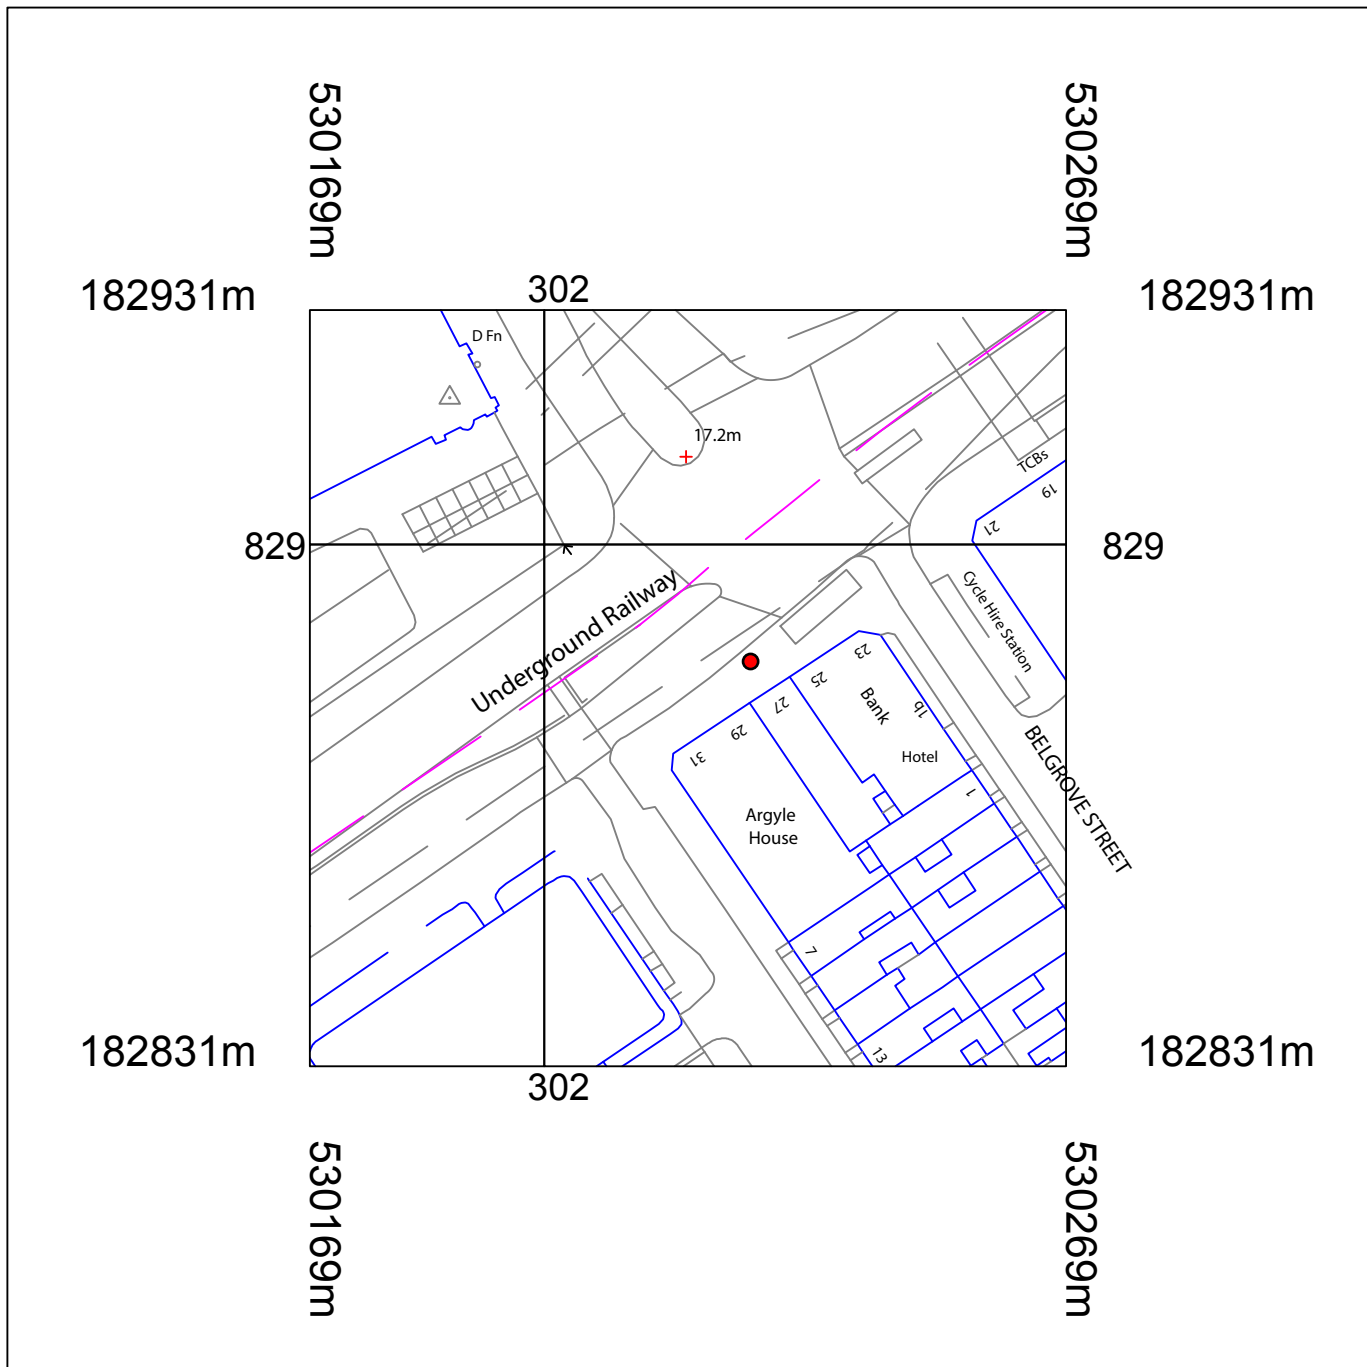 530169m
530269m
182931m
302
182931m
D Fn
17.2m
TCBs
19
21
829
829
Cycle Hire Station
Underground Railway
23
25
27
29
31
Bank
1b
Hotel
BELGROVE STREET
1
Argyle
House
7
13
182831m
302
182831m
530169m
530269m